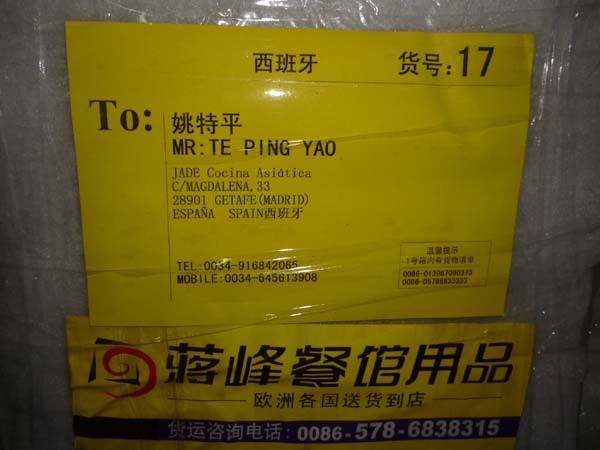 西班牙 货号:17
To: 姚特平
MR:TE PING YAO
JADE Cocina Asiática
C/MAGDALENA,33
28901 GETAFE(MADRID)
ESPAÑA SPAIN西班牙
TEL:0034-916842065
MOBILE:0034-645613908
温馨提示
1号箱内有货物清单
0086-013967090373
0086-05786833333
蒋峰餐馆用品
欧洲各国送货到店
货运咨询电话: 0086-578-6838315